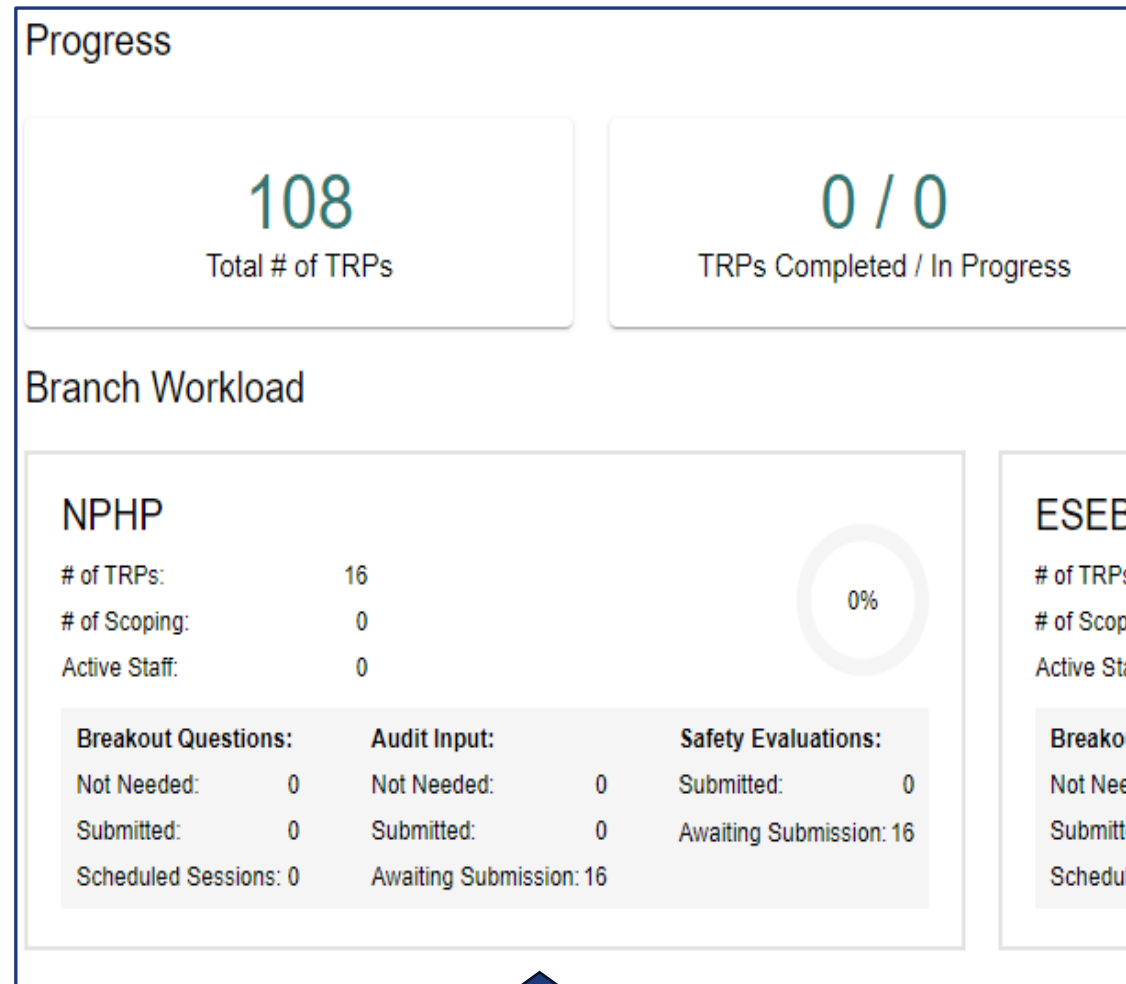 Progress
108
Total # of TRPs
0 / 0
TRPs Completed / In Progress
Branch Workload
NPHP
# of TRPs: 16
# of Scoping: 0
Active Staff: 0
0%
Breakout Questions:
Not Needed: 0
Submitted: 0
Scheduled Sessions: 0
Audit Input:
Not Needed: 0
Submitted: 0
Awaiting Submission: 16
Safety Evaluations:
Submitted: 0
Awaiting Submission: 16
# of
Active